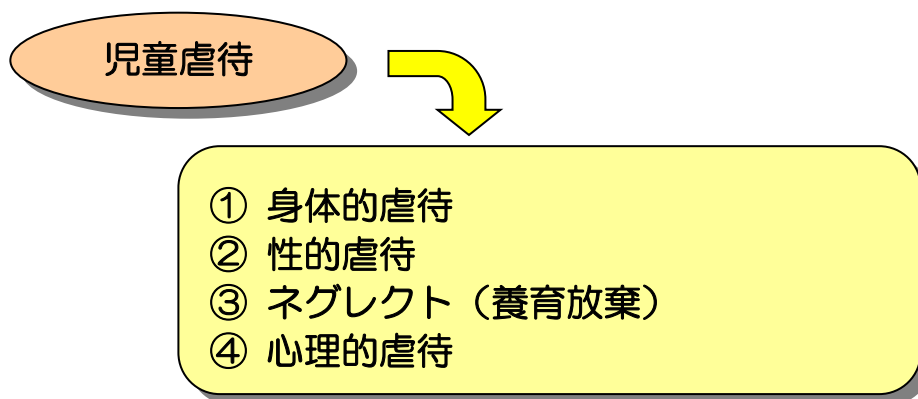 児童虐待
① 身体的虐待
② 性的虐待
③ ネグレクト（養育放棄）
④ 心理的虐待